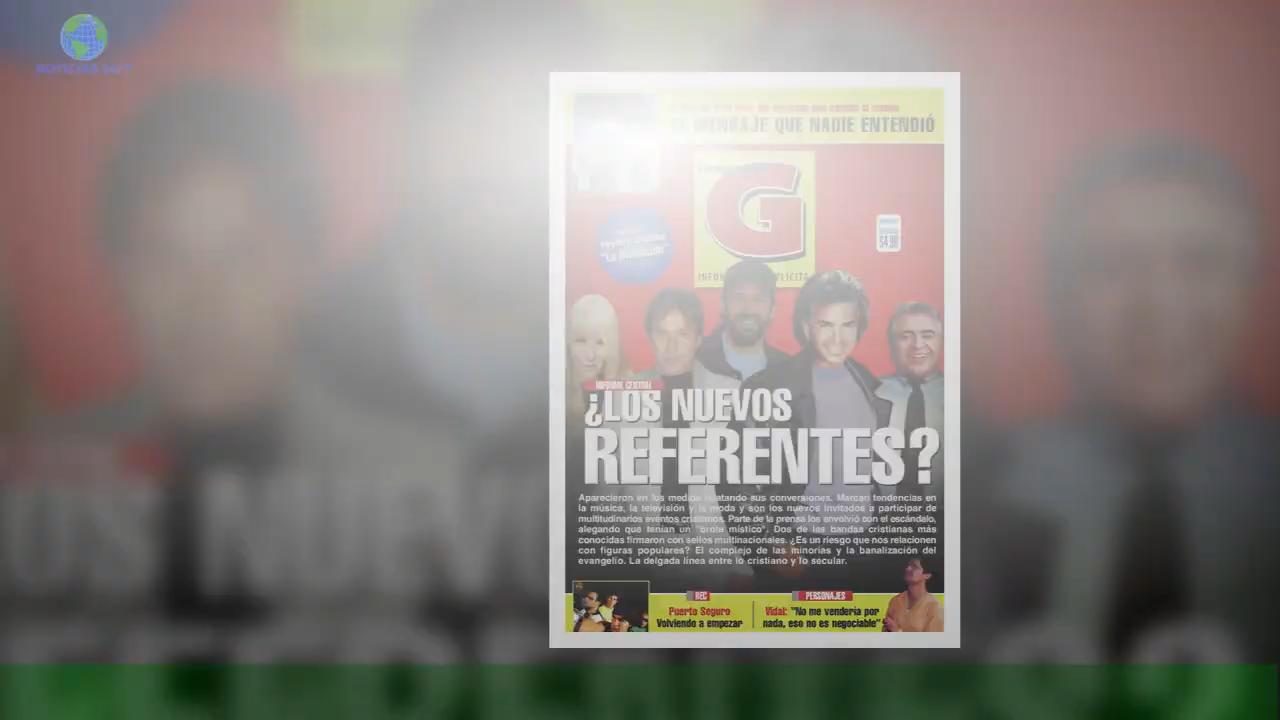 NOTICIAS 24/7
EL MENSAJE QUE NADIE ENTENDIÓ
G
$4,90
INFORME CENTRAL
¿LOS NUEVOS
REFERENTES?
Aparecieron en los medios relatando sus conversiones. Marcan tendencias en
la música, la televisión y la moda y son los nuevos invitados a participar de
multitudinarios eventos cristianos. Parte de la prensa los envolvió con el escándalo,
alegando que tenían un "brote místico". Dos de las bandas cristianas más
conocidas firmaron con sellos multinacionales. ¿Es un riesgo que nos relacionen
con figuras populares? El complejo de las minorías y la banalización del
evangelio. La delgada línea entre lo cristiano y lo secular.
REC
Puerto Seguro
Volviendo a empezar
PERSONAJES
Vidal: "No me vendería por
nada, eso no es negociable"